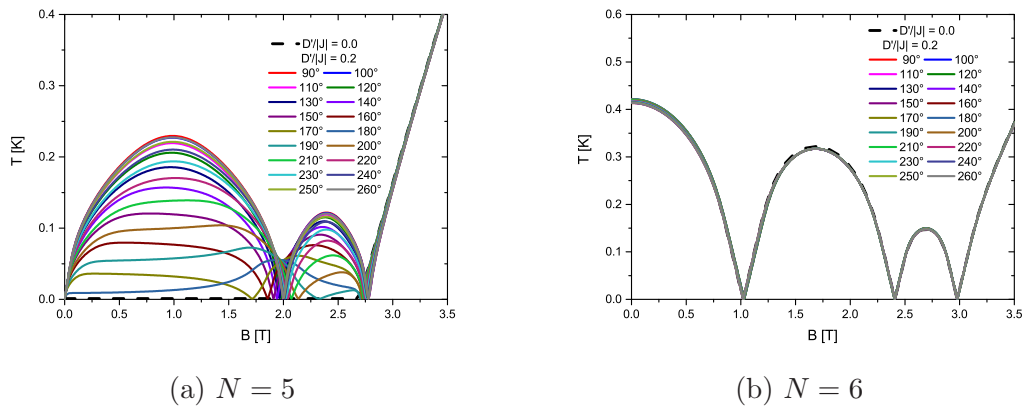 0.4
0.3
0.2
0.1
0.0
T [K]
0.0 0.5 1.0 1.5 2.0 2.5 3.0 3.5
B [T]
D'/|J| = 0.0
D'/|J| = 0.2
90° 100°
110° 120°
130° 140°
150° 160°
170° 180°
190° 200°
210° 220°
230° 240°
250° 260°
(a) N = 5
0.6
0.5
0.4
0.3
0.2
0.1
0.0
T [K]
0.0 0.5 1.0 1.5 2.0 2.5 3.0 3.5
B [T]
D'/|J| = 0.0
D'/|J| = 0.2
90° 100°
110° 120°
130° 140°
150° 160°
170° 180°
190° 200°
210° 220°
230° 240°
250° 260°
(b) N = 6